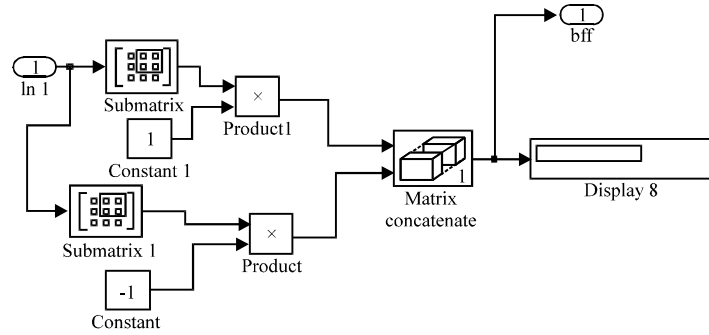 1
bff
1
ln 1
Submatrix
×
Product1
1
Constant 1
1
Matrix
concatenate
Display 8
Submatrix 1
×
Product
-1
Constant